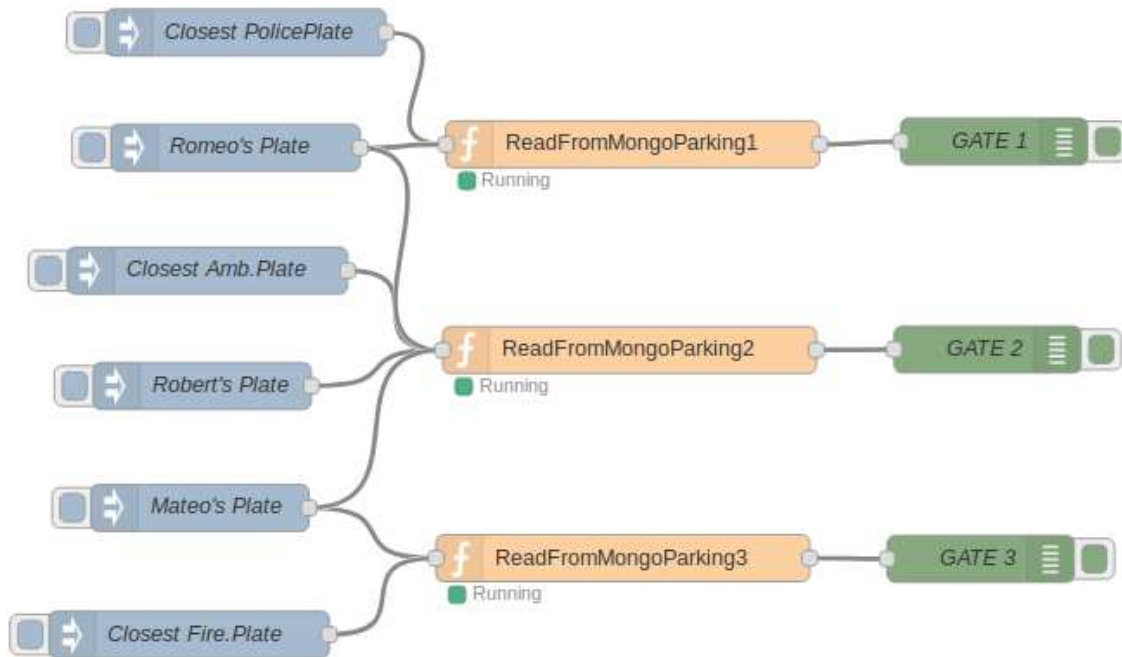 Closest PolicePlate
Romeo's Plate
ReadFromMongoParking1
GATE 1
Running
Closest Amb.Plate
ReadFromMongoParking2
GATE 2
Running
Robert's Plate
Mateo's Plate
ReadFromMongoParking3
GATE 3
Running
Closest Fire.Plate